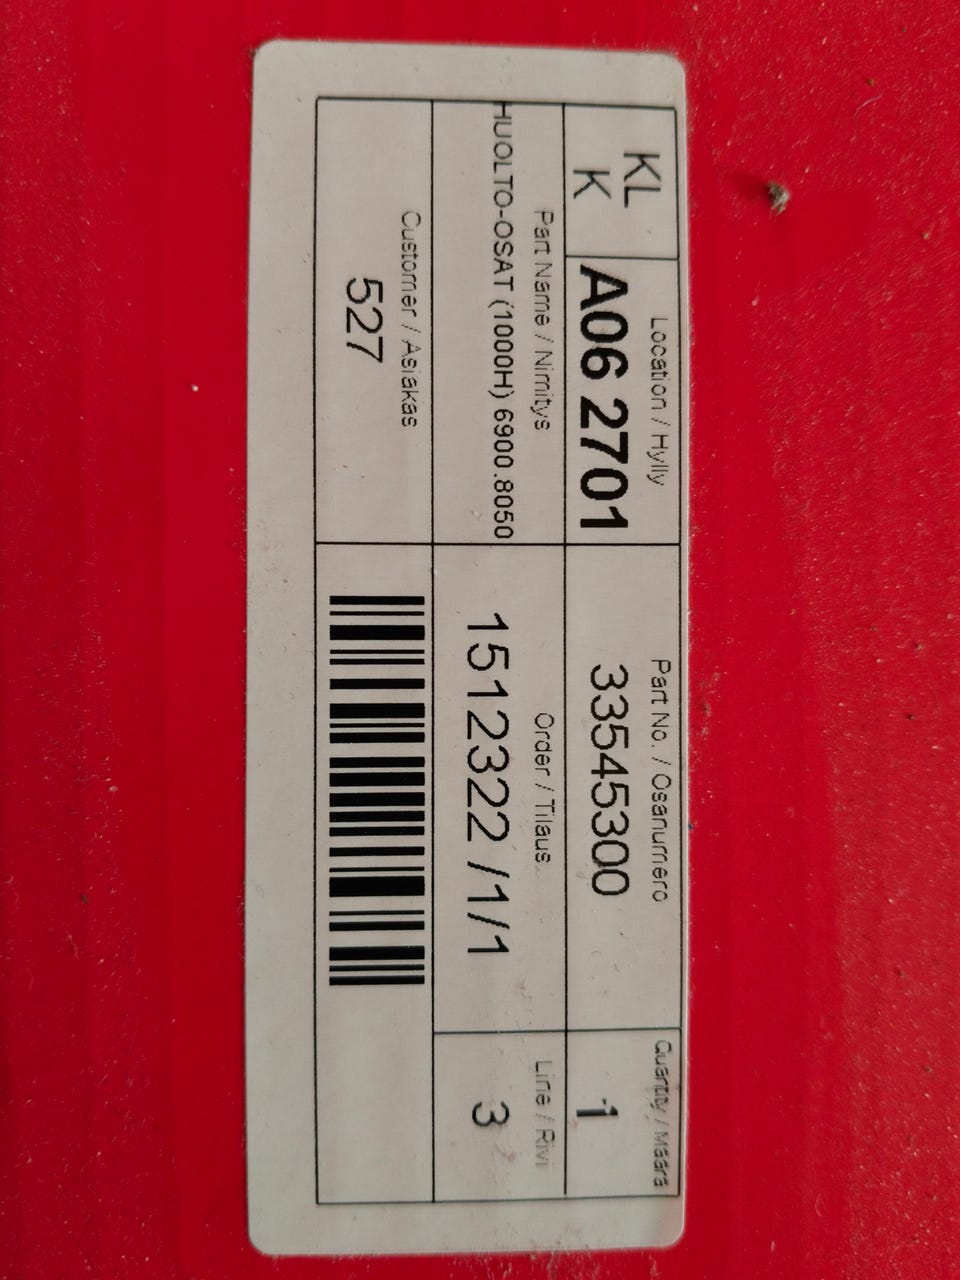 KL
K
Location / Hylly
A06 2701
Part No. / Osanumero
33545300
Quantity / Määrä
1
Part Name / Nimitys
HUOLTO-OSAT (1000H) 6900.8050
Order / Tilaus
1512322 /1/1
Line / Rivi
3
Customer / Asiakas
527